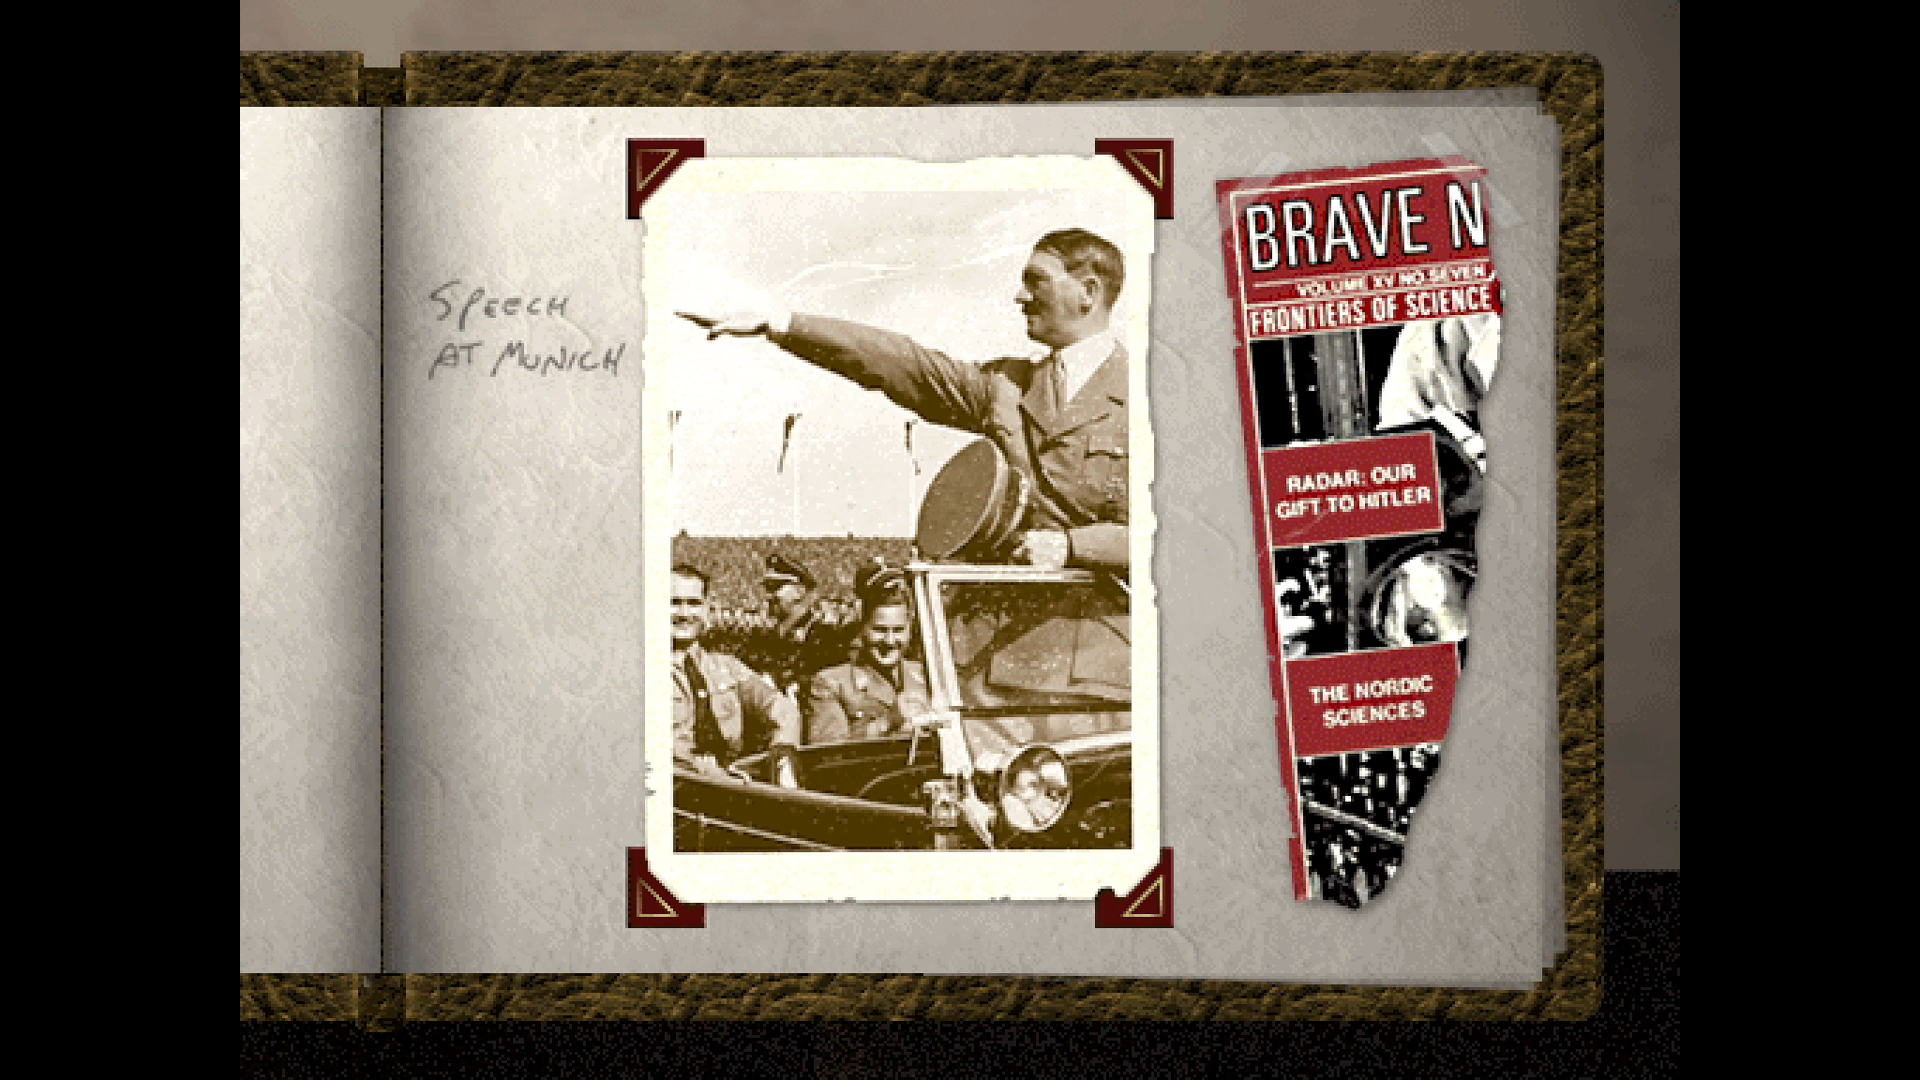 SPEECH
AT MUNICH
BRAVE N
VOLUME XV NO SEVEN
FRONTIERS OF SCIENCE
RADAR: OUR
GIFT TO HITLER
THE NORDIC
SCIENCES